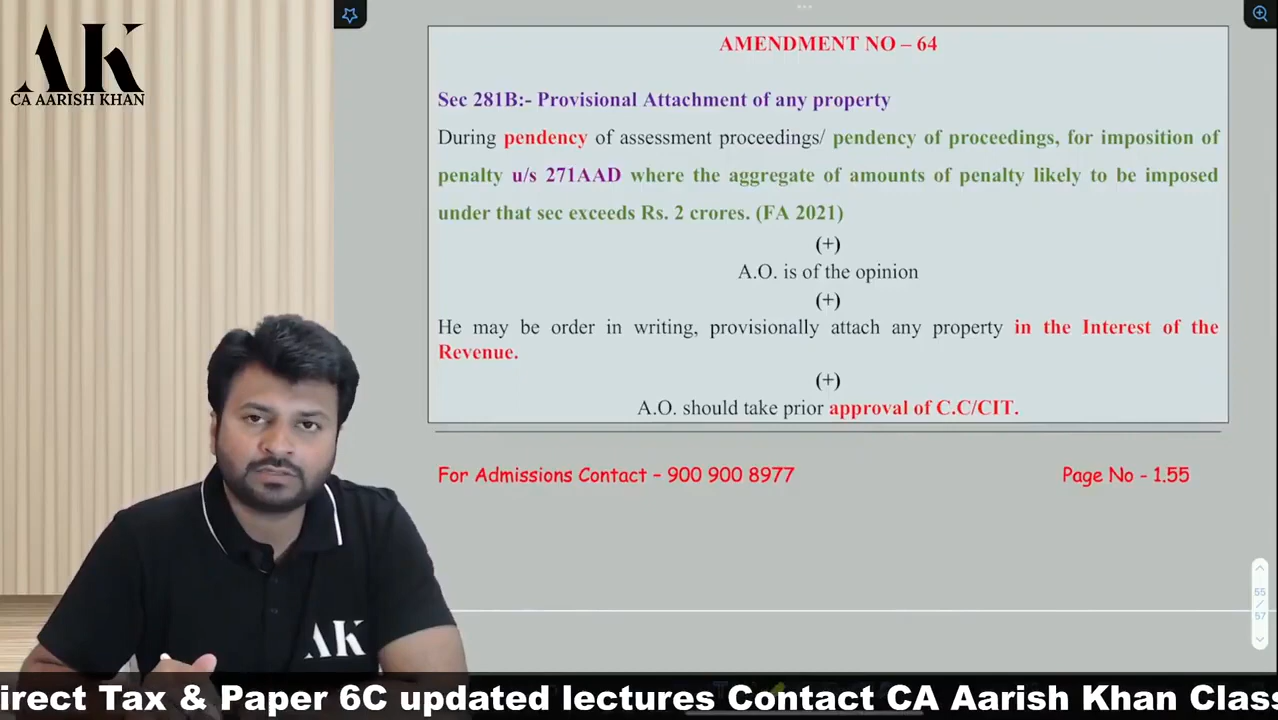 AK
CA AARISH KHAN
AMENDMENT NO – 64
Sec 281B:- Provisional Attachment of any property
During pendency of assessment proceedings/ pendency of proceedings, for imposition of
penalty u/s 271AAD where the aggregate of amounts of penalty likely to be imposed
under that sec exceeds Rs. 2 crores. (FA 2021)
(+)
A.O. is of the opinion
(+)
He may be order in writing, provisionally attach any property in the Interest of the
Revenue.
(+)
A.O. should take prior approval of C.C/CIT.
For Admissions Contact – 900 900 8977
Page No - 1.55
55
/
57
AK
irect Tax & Paper 6C updated lectures Contact CA Aarish Khan Class